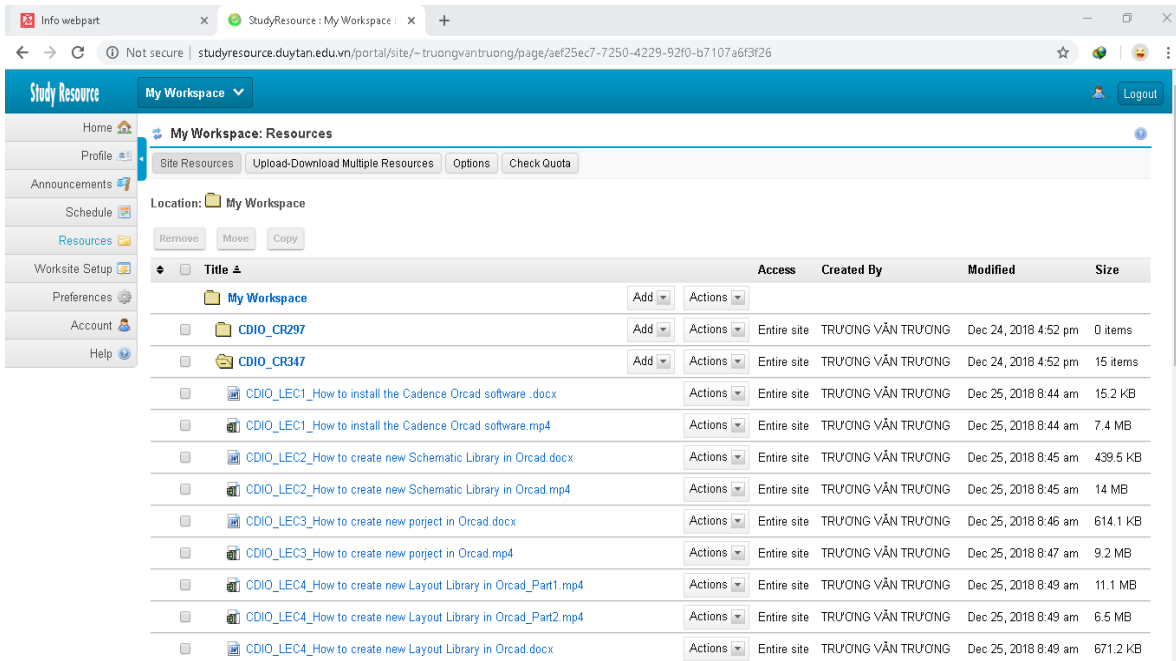 Info webpart
StudyResource : My Workspace :
Not secure | studyresource.duytan.edu.vn/portal/site/~truongvantruong/page/aef25ec7-7250-4229-92f0-b7107a6f3f26
Study Resource
My Workspace
Logout
Home
Profile
Announcements
Schedule
Resources
Worksite Setup
Preferences
Account
Help
My Workspace: Resources
Site Resources Upload-Download Multiple Resources Options Check Quota
Location: My Workspace
Remove Move Copy
Title Access Created By Modified Size
My Workspace Add Actions
CDIO_CR297 Add Actions Entire site TRƯƠNG VĂN TRƯƠNG Dec 24, 2018 4:52 pm 0 items
CDIO_CR347 Add Actions Entire site TRƯƠNG VĂN TRƯƠNG Dec 24, 2018 4:52 pm 15 items
CDIO_LEC1_How to install the Cadence Orcad software .docx Actions Entire site TRƯƠNG VĂN TRƯƠNG Dec 25, 2018 8:44 am 15.2 KB
CDIO_LEC1_How to install the Cadence Orcad software.mp4 Actions Entire site TRƯƠNG VĂN TRƯƠNG Dec 25, 2018 8:44 am 7.4 MB
CDIO_LEC2_How to create new Schematic Library in Orcad.docx Actions Entire site TRƯƠNG VĂN TRƯƠNG Dec 25, 2018 8:45 am 439.5 KB
CDIO_LEC2_How to create new Schematic Library in Orcad.mp4 Actions Entire site TRƯƠNG VĂN TRƯƠNG Dec 25, 2018 8:45 am 14 MB
CDIO_LEC3_How to create new porject in Orcad.docx Actions Entire site TRƯƠNG VĂN TRƯƠNG Dec 25, 2018 8:46 am 614.1 KB
CDIO_LEC3_How to create new porject in Orcad.mp4 Actions Entire site TRƯƠNG VĂN TRƯƠNG Dec 25, 2018 8:47 am 9.2 MB
CDIO_LEC4_How to create new Layout Library in Orcad_Part1.mp4 Actions Entire site TRƯƠNG VĂN TRƯƠNG Dec 25, 2018 8:49 am 11.1 MB
CDIO_LEC4_How to create new Layout Library in Orcad_Part2.mp4 Actions Entire site TRƯƠNG VĂN TRƯƠNG Dec 25, 2018 8:49 am 6.5 MB
CDIO_LEC4_How to create new Layout Library in Orcad.docx Actions Entire site TRƯƠNG VĂN TRƯƠNG Dec 25, 2018 8:49 am 671.2 KB